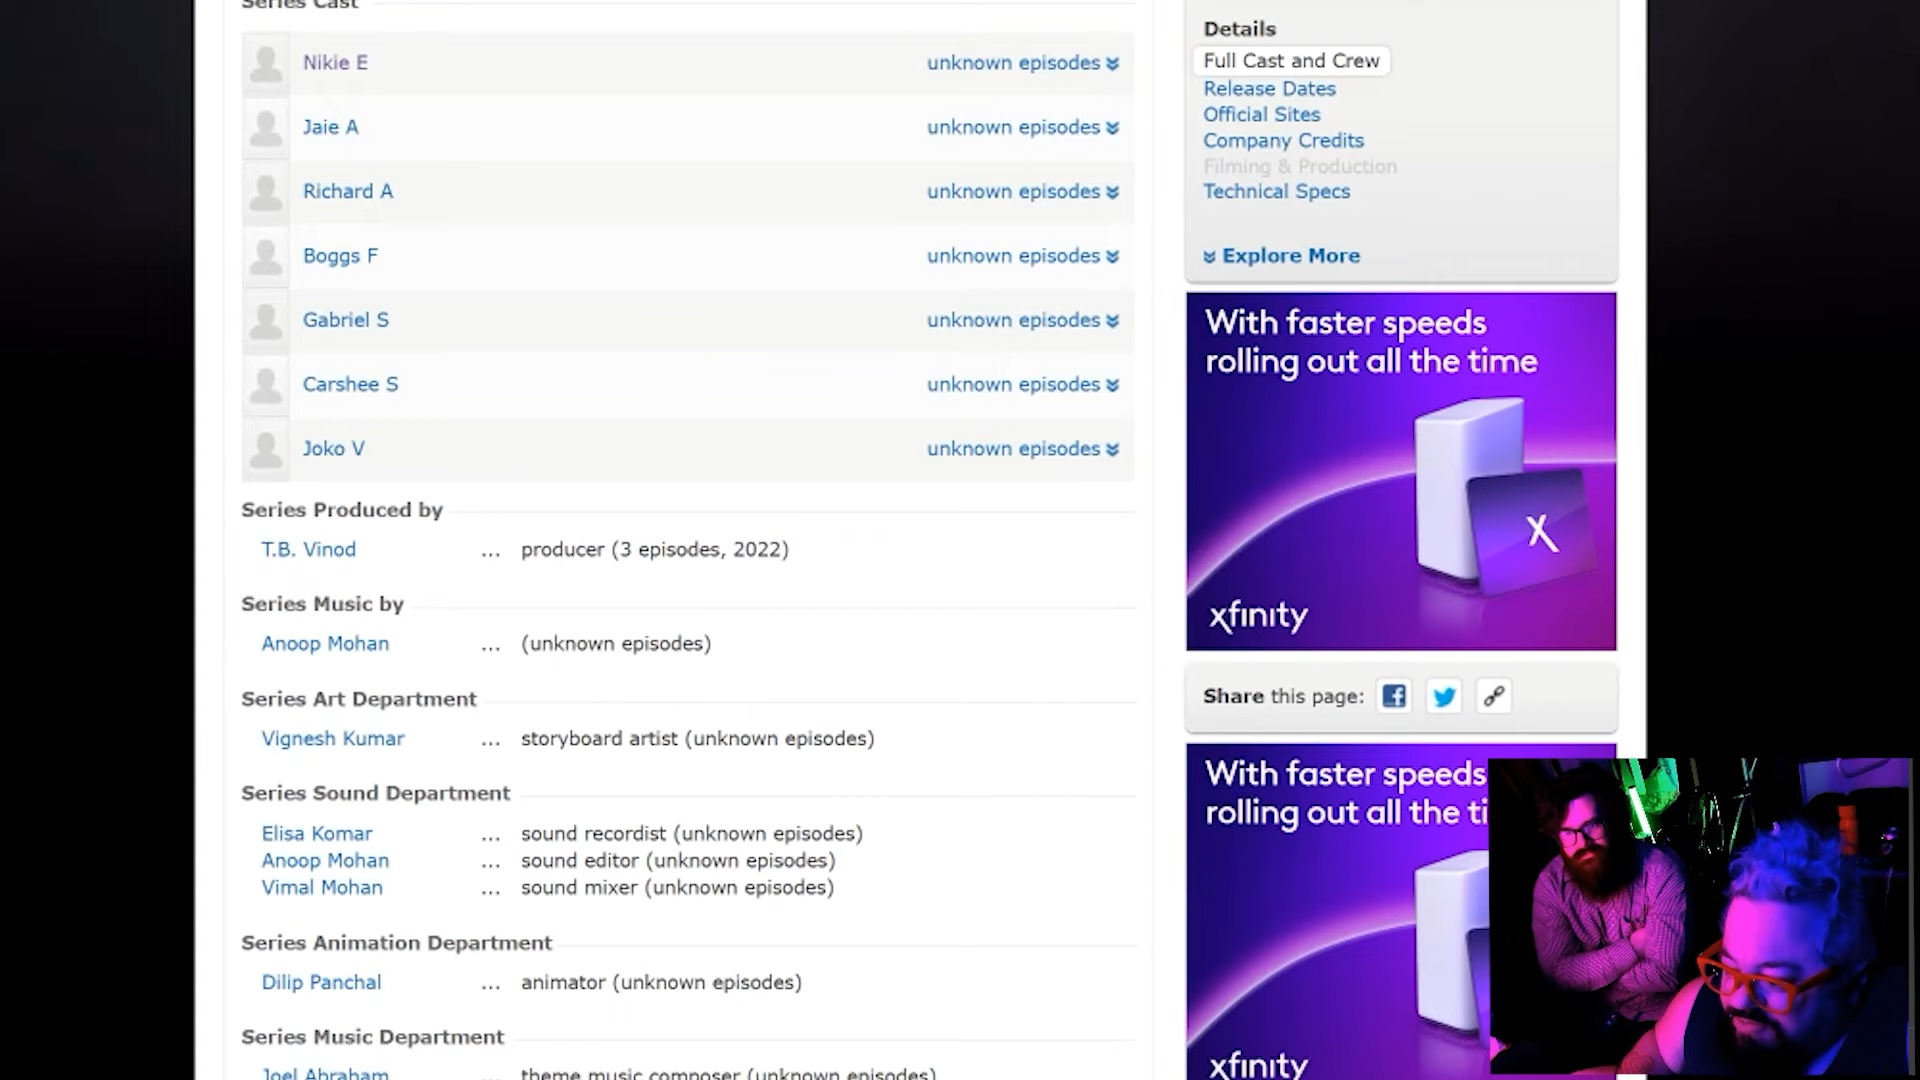 Series Cast
Nikie E unknown episodes
Jaie A unknown episodes
Richard A unknown episodes
Boggs F unknown episodes
Gabriel S unknown episodes
Carshee S unknown episodes
Joko V unknown episodes
Series Produced by
T.B. Vinod ... producer (3 episodes, 2022)
Series Music by
Anoop Mohan ... (unknown episodes)
Series Art Department
Vignesh Kumar ... storyboard artist (unknown episodes)
Series Sound Department
Elisa Komar ... sound recordist (unknown episodes)
Anoop Mohan ... sound editor (unknown episodes)
Vimal Mohan ... sound mixer (unknown episodes)
Series Animation Department
Dilip Panchal ... animator (unknown episodes)
Series Music Department
Joel Abraham ... theme music composer (unknown episodes)
Details
Full Cast and Crew
Release Dates
Official Sites
Company Credits
Filming & Production
Technical Specs
Explore More
With faster speeds
rolling out all the time
X
xfinity
Share this page:
With faster speeds
rolling out all the ti
xfinity